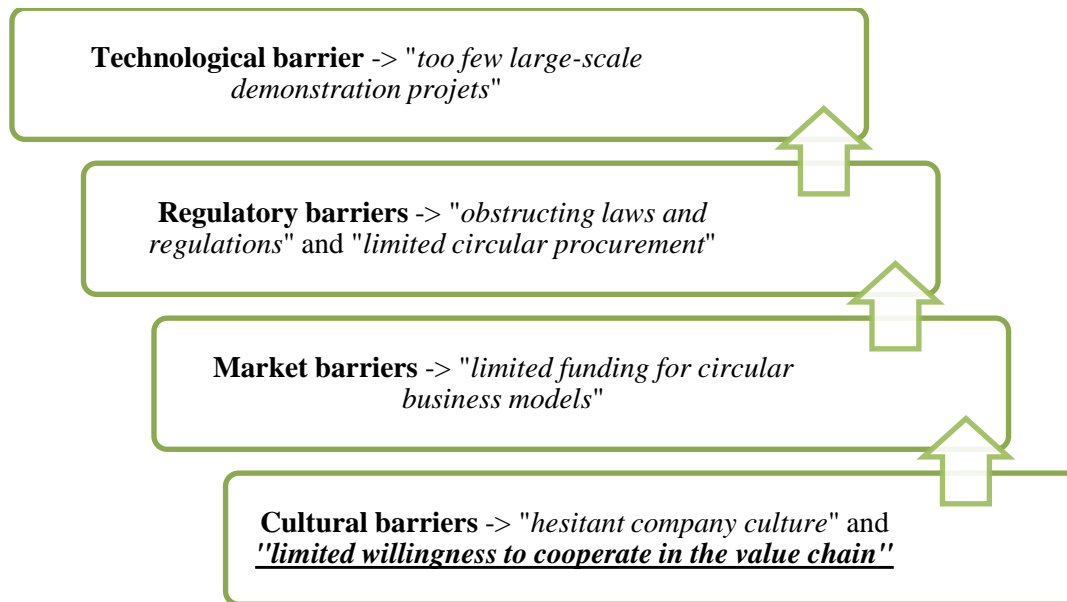 Technological barrier -> "too few large-scale
demonstration projets"
Regulatory barriers -> "obstructing laws and
regulations" and "limited circular procurement"
Market barriers -> "limited funding for circular
business models"
Cultural barriers -> "hesitant company culture" and
"limited willingness to cooperate in the value chain"